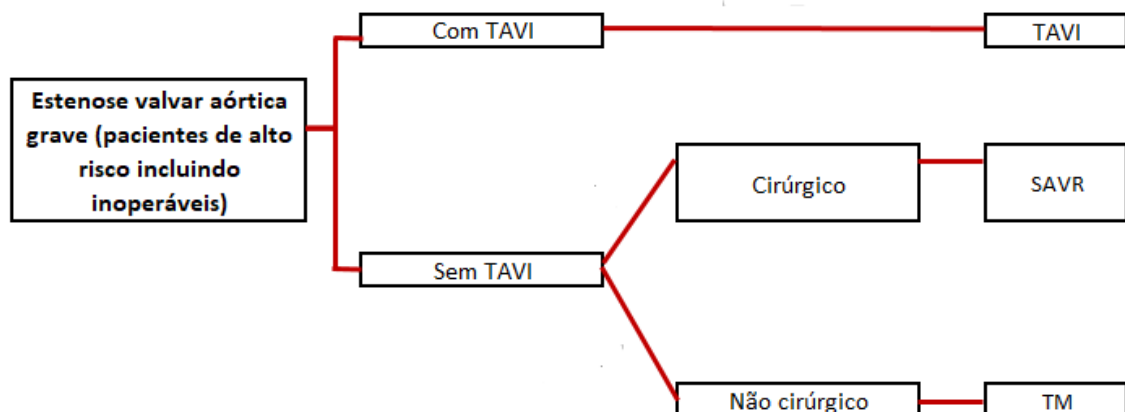 Com TAVI
TAVI
Estenose valvar aórtica
grave (pacientes de alto
risco incluindo
inoperáveis)
Cirúrgico
SAVR
Sem TAVI
Não cirúrgico
TM